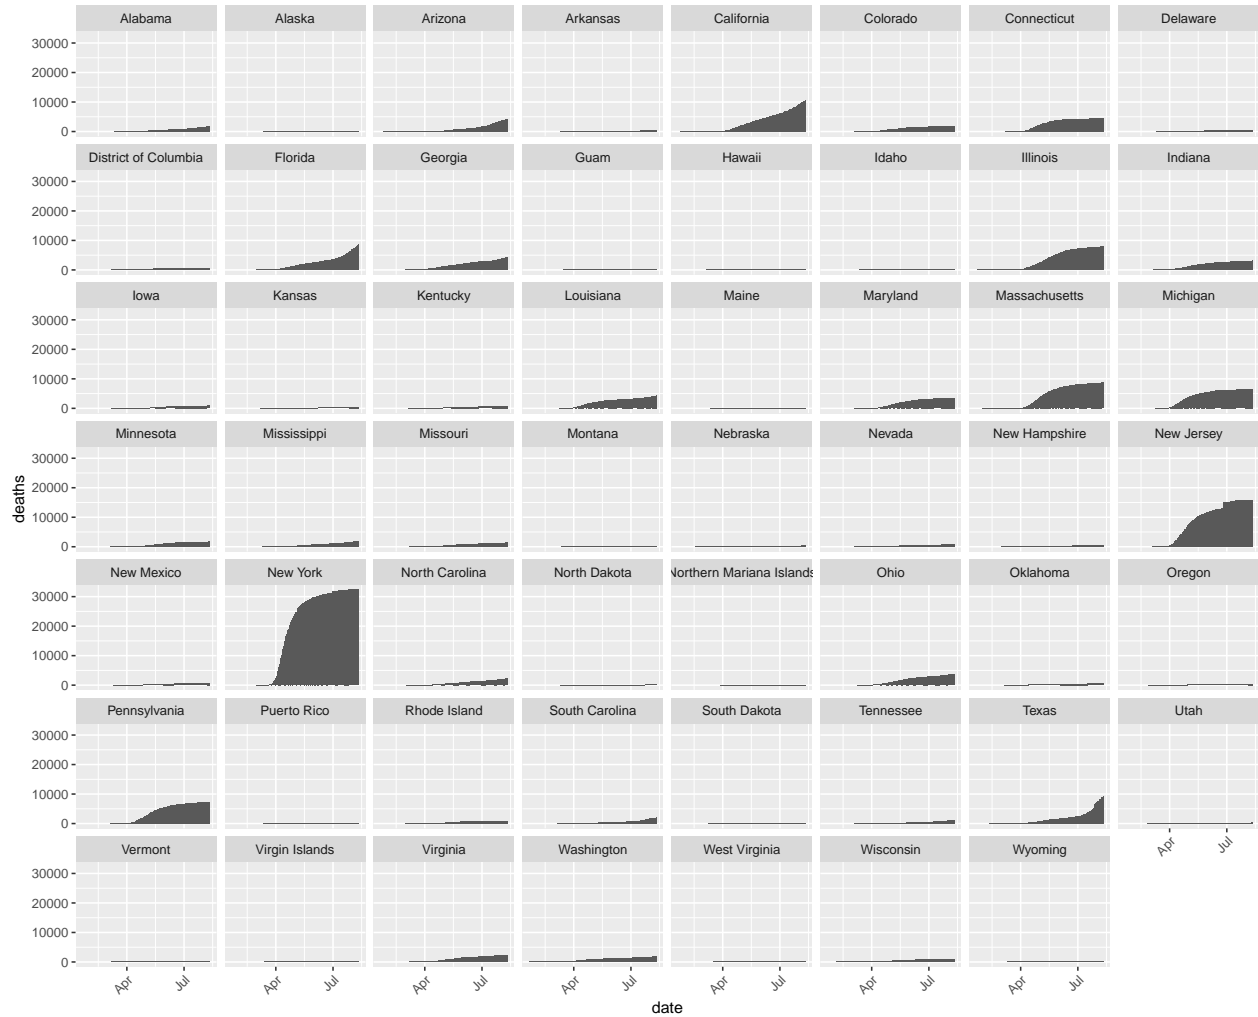 Alabama Alaska Arizona Arkansas California Colorado Connecticut Delaware
30000
20000
10000
0
District of Columbia Florida Georgia Guam Hawaii Idaho Illinois Indiana
30000
20000
10000
0
Iowa Kansas Kentucky Louisiana Maine Maryland Massachusetts Michigan
30000
20000
10000
0
Minnesota Mississippi Missouri Montana Nebraska Nevada New Hampshire New Jersey
30000
20000
10000
0
deaths
New Mexico New York North Carolina North Dakota Northern Mariana Islands Ohio Oklahoma Oregon
30000
20000
10000
0
Pennsylvania Puerto Rico Rhode Island South Carolina South Dakota Tennessee Texas Utah
30000
20000
10000
0
Apr Jul
Vermont Virgin Islands Virginia Washington West Virginia Wisconsin Wyoming
30000
20000
10000
0
Apr Jul Apr Jul Apr Jul Apr Jul Apr Jul Apr Jul Apr Jul
date